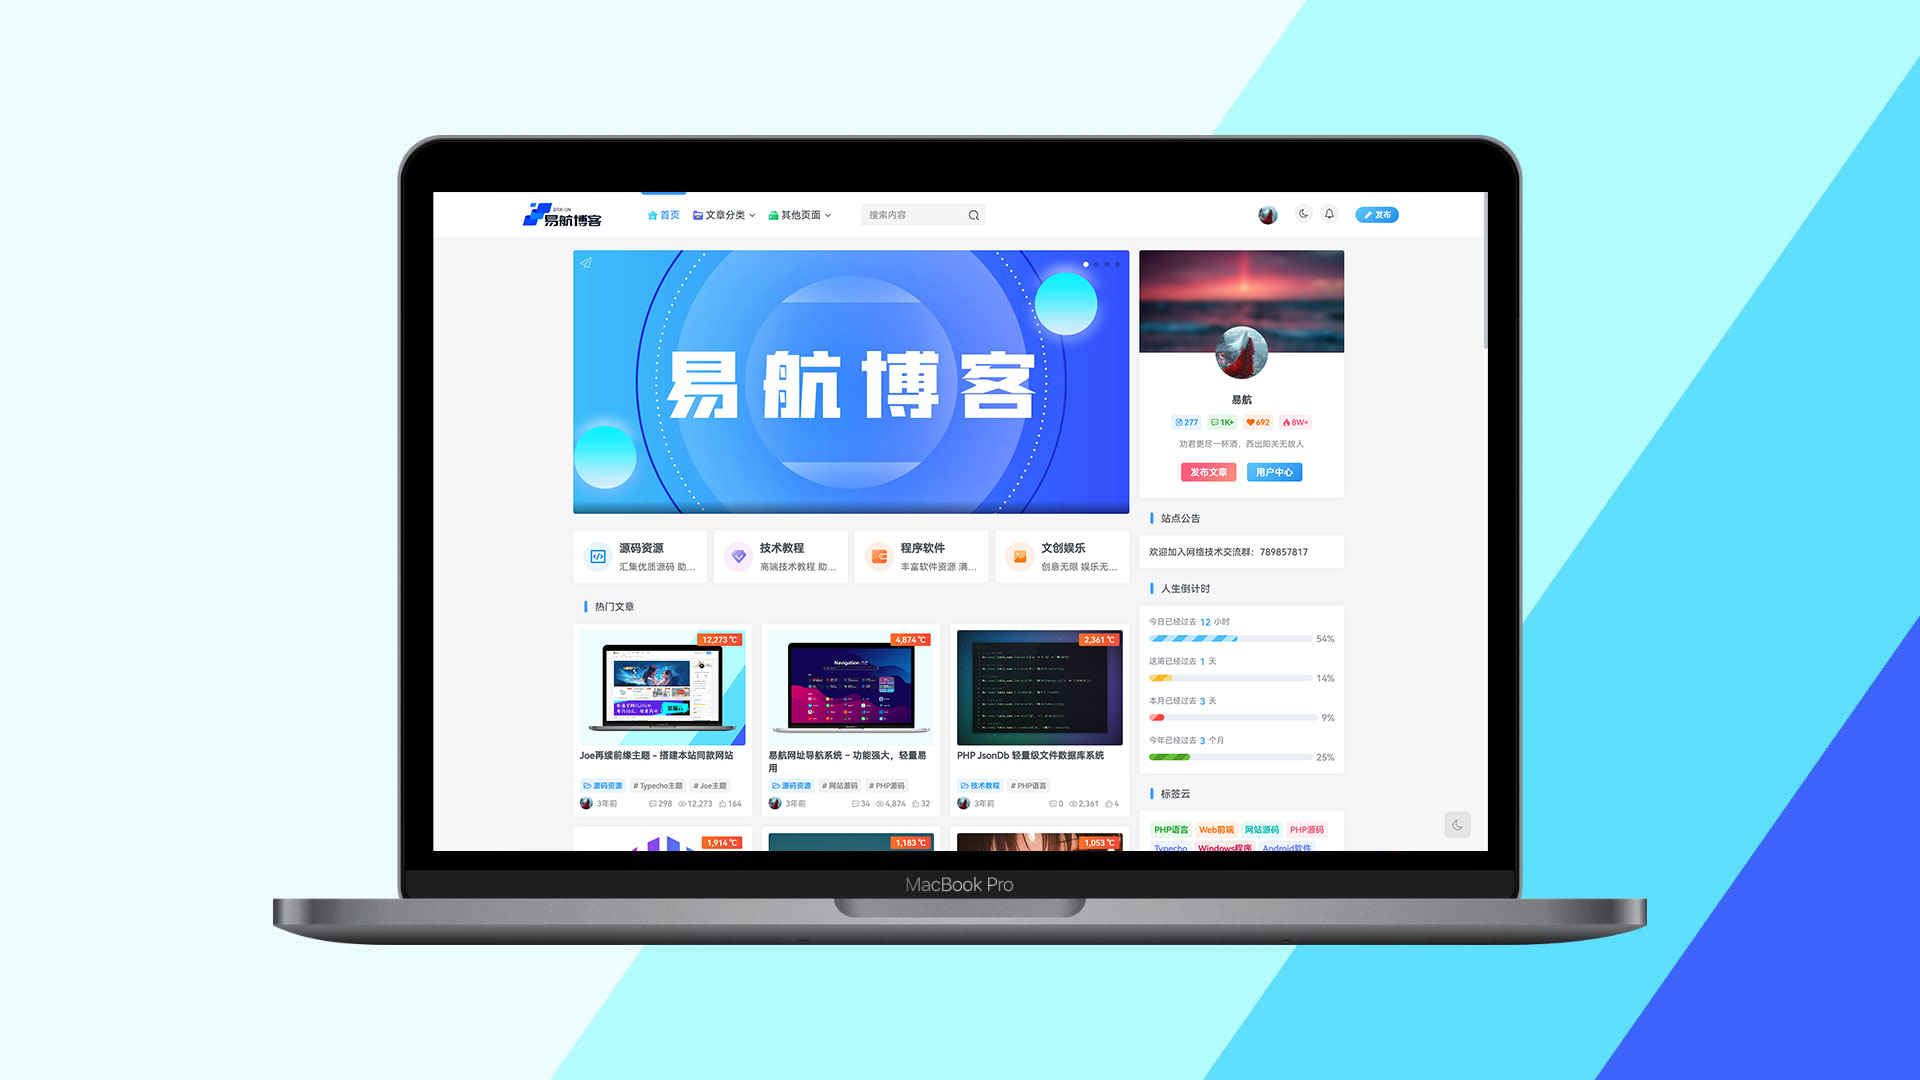 易航博客
首页
文章分类
其他页面
搜索内容
发布
易航博客
易航
277
1K+
692
8W+
劝君更尽一杯酒，西出阳关无故人
发布文章
用户中心
源码资源
汇集优质源码 助...
技术教程
高端技术教程 助...
程序软件
丰富软件资源 满...
文创娱乐
创意无限 娱乐无...
站点公告
欢迎加入网络技术交流群：789857817
人生倒计时
今日已经过去 12 小时
54%
这周已经过去 1 天
14%
本月已经过去 3 天
9%
今年已经过去 3 个月
25%
标签云
PHP语言
Web前端
网站源码
PHP源码
Typecho
Windows程序
Android软件
热门文章
12,273 ℃
Joe再续前缘主题 - 搭建本站同款网站
源码资源
# Typecho主题
# Joe主题
3年前
298
12,273
164
4,874 ℃
Navigation
易航网址导航系统 – 功能强大，轻量易
用
源码资源
# 网站源码
# PHP源码
3年前
34
4,874
32
2,361 ℃
PHP JsonDb 轻量级文件数据库系统
技术教程
# PHP语言
3年前
0
2,361
4
1,914 ℃
1,183 ℃
1,053 ℃
MacBook Pro